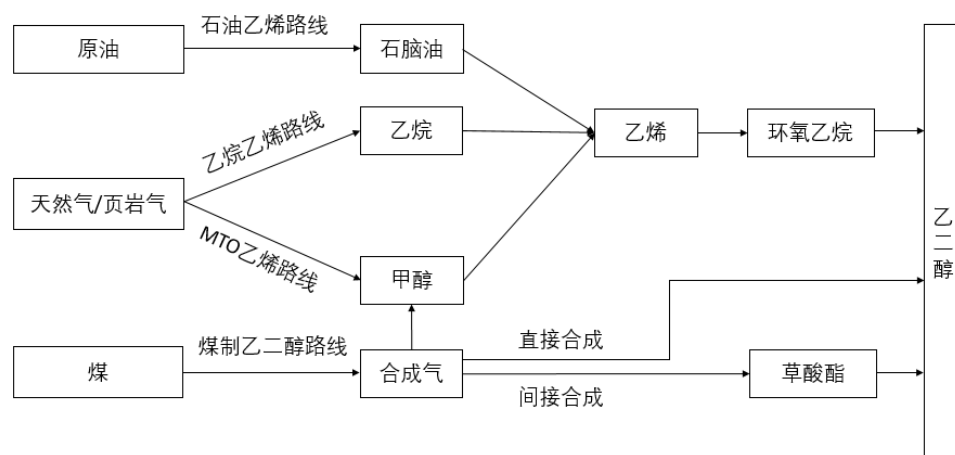 石油乙烯路线
原油
石脑油
乙烷乙烯路线
乙烷
乙烯
环氧乙烷
天然气/页岩气
MTO乙烯路线
甲醇
乙二醇
煤制乙二醇路线
直接合成
煤
合成气
草酸酯
间接合成